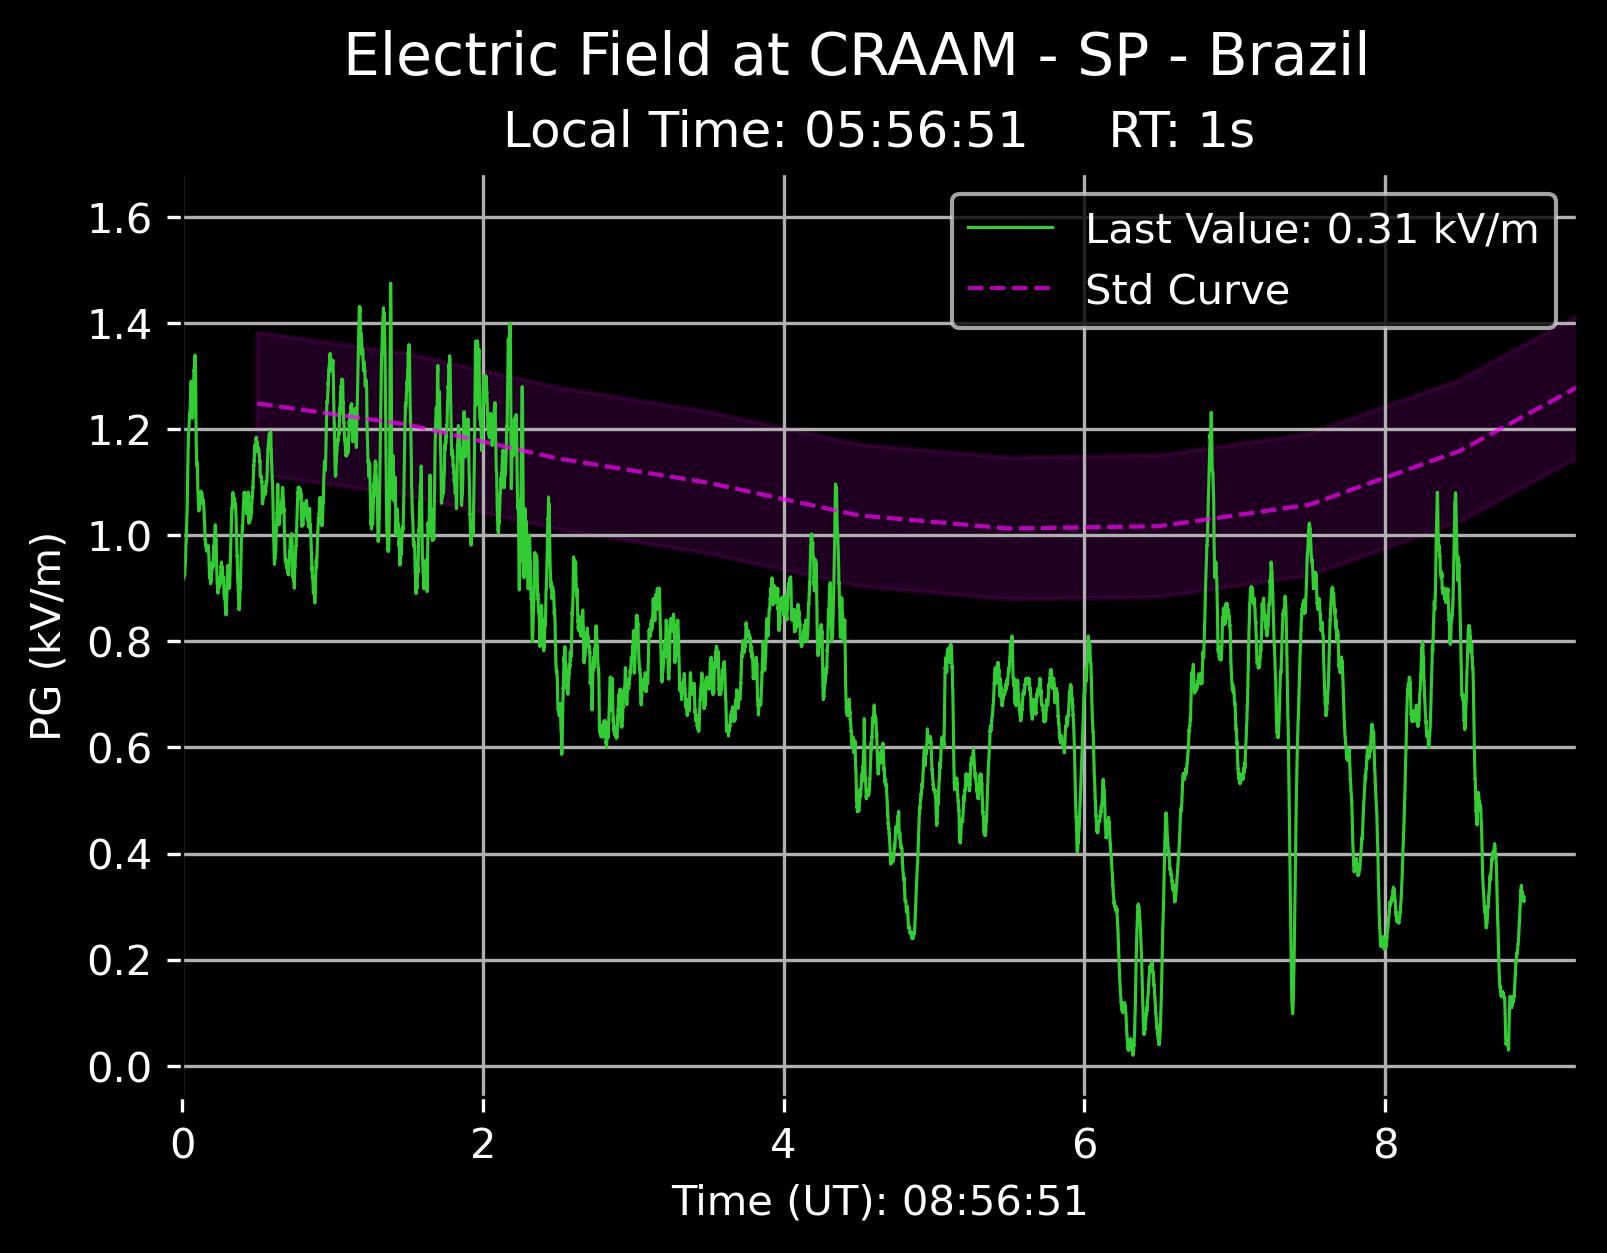 Electric Field at CRAAM - SP - Brazil
Local Time: 05:56:51 RT: 1s
Last Value: 0.31 kV/m
Std Curve
PG (kV/m)
1.6
1.4
1.2
1.0
0.8
0.6
0.4
0.2
0.0
0 2 4 6 8
Time (UT): 08:56:51